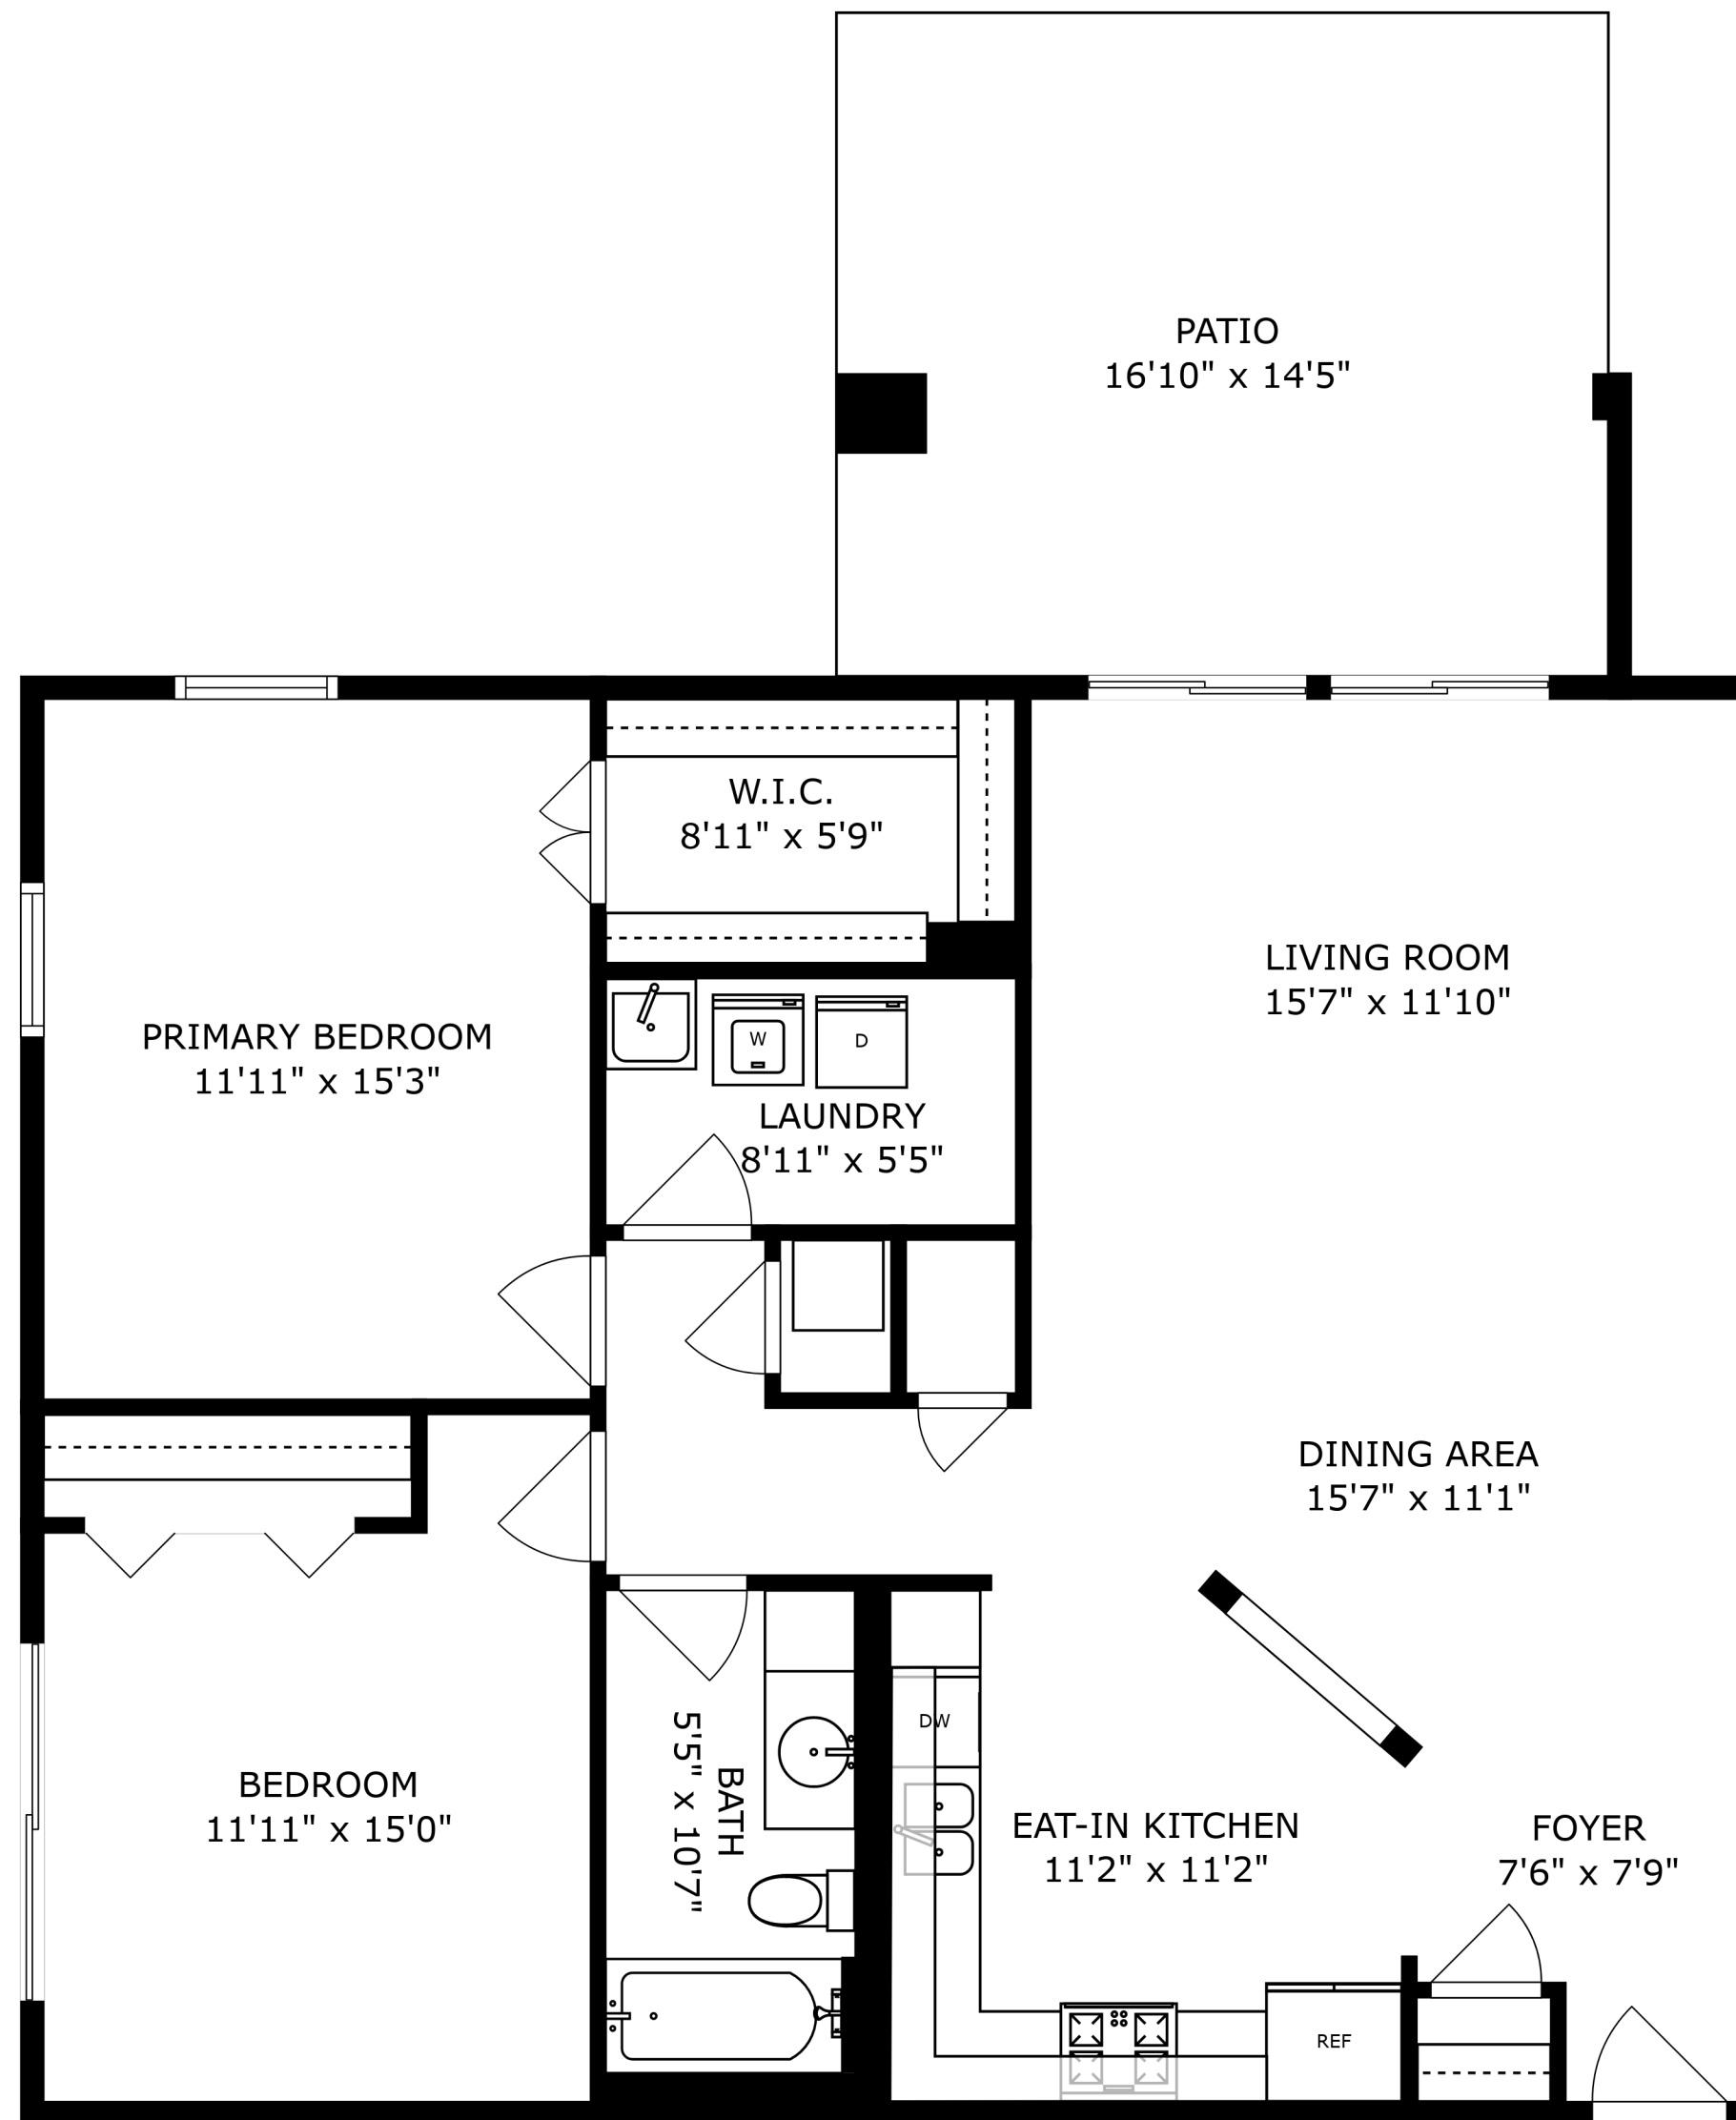 PATIO
16'10" x 14'5"
W.I.C.
8'11" x 5'9"
LIVING ROOM
15'7" x 11'10"
PRIMARY BEDROOM
11'11" x 15'3"
W
D
LAUNDRY
8'11" x 5'5"
DINING AREA
15'7" x 11'1"
BEDROOM
11'11" x 15'0"
BATH
5'5" x 10'7"
DW
EAT-IN KITCHEN
11'2" x 11'2"
FOYER
7'6" x 7'9"
REF